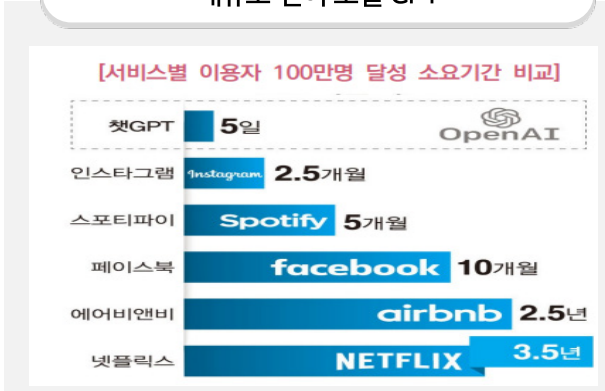 [서비스별 이용자 100만명 달성 소요기간 비교]
챗GPT 5일 OpenAI
인스타그램 Instagram 2.5개월
스포티파이 Spotify 5개월
페이스북 facebook 10개월
에어비앤비 airbnb 2.5년
넷플릭스 NETFLIX 3.5년